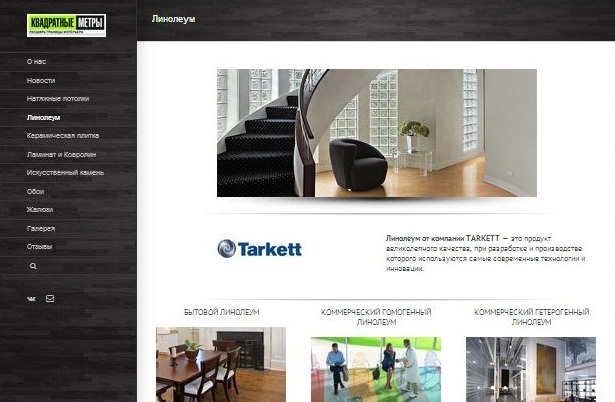 КВАДРАТНЫЕ МЕТРЫ
РАСШИРЬ ГРАНИЦЫ ИНТЕРЬЕРА
Линолеум
О нас
Новости
Натяжные потолки
Линолеум
Керамическая плитка
Ламинат и Ковролин
Искусственный камень
Обои
Жалюзи
Галерея
Отзывы
Tarkett
Линолеум от компании TARKETT — это продукт
великолепного качества, при разработке и производстве
которого используются самые современные технологии и
инновации.
БЫТОВОЙ ЛИНОЛЕУМ
КОММЕРЧЕСКИЙ ГОМОГЕННЫЙ
ЛИНОЛЕУМ
КОММЕРЧЕСКИЙ ГЕТЕРОГЕННЫЙ
ЛИНОЛЕУМ